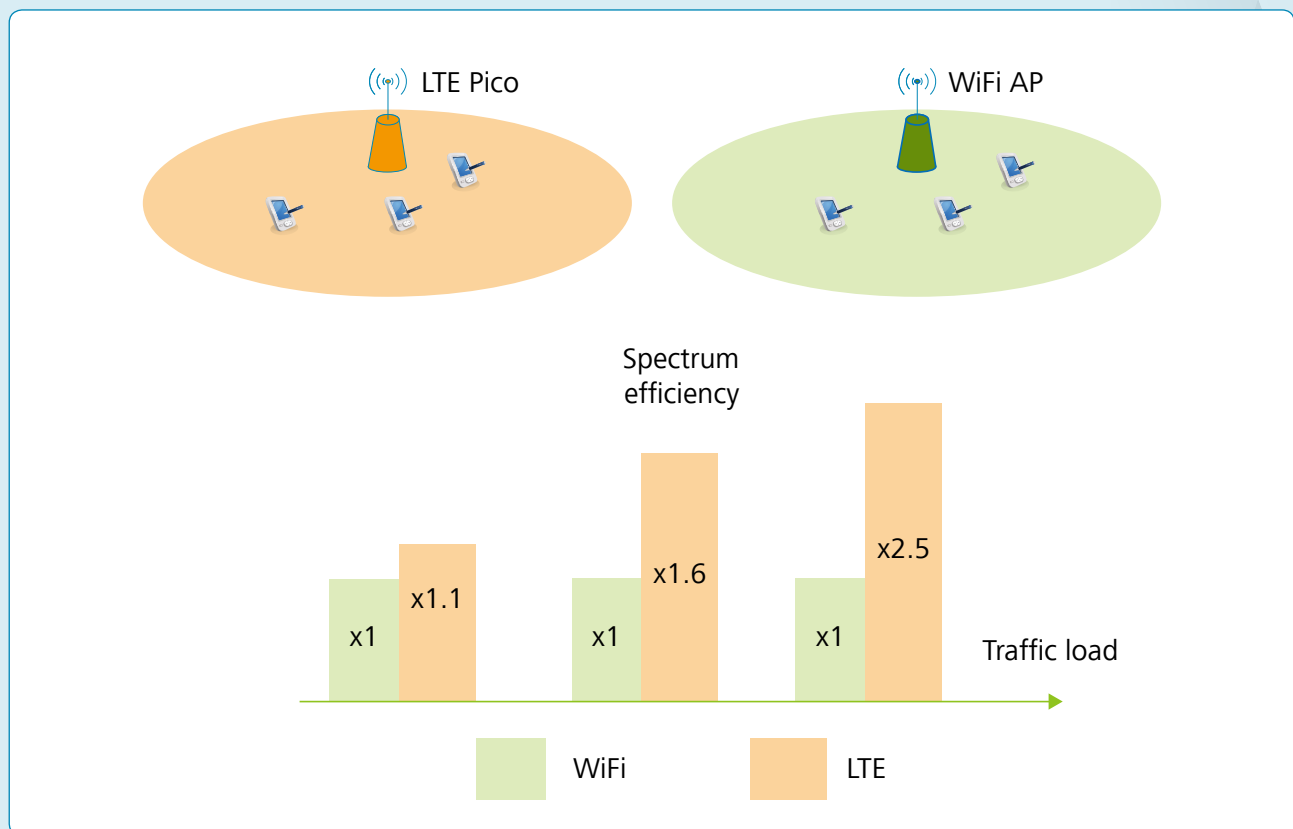 LTE Pico
WiFi AP
Spectrum
efficiency
x1
x1.1
x1
x1.6
x1
x2.5
Traffic load
WiFi
LTE